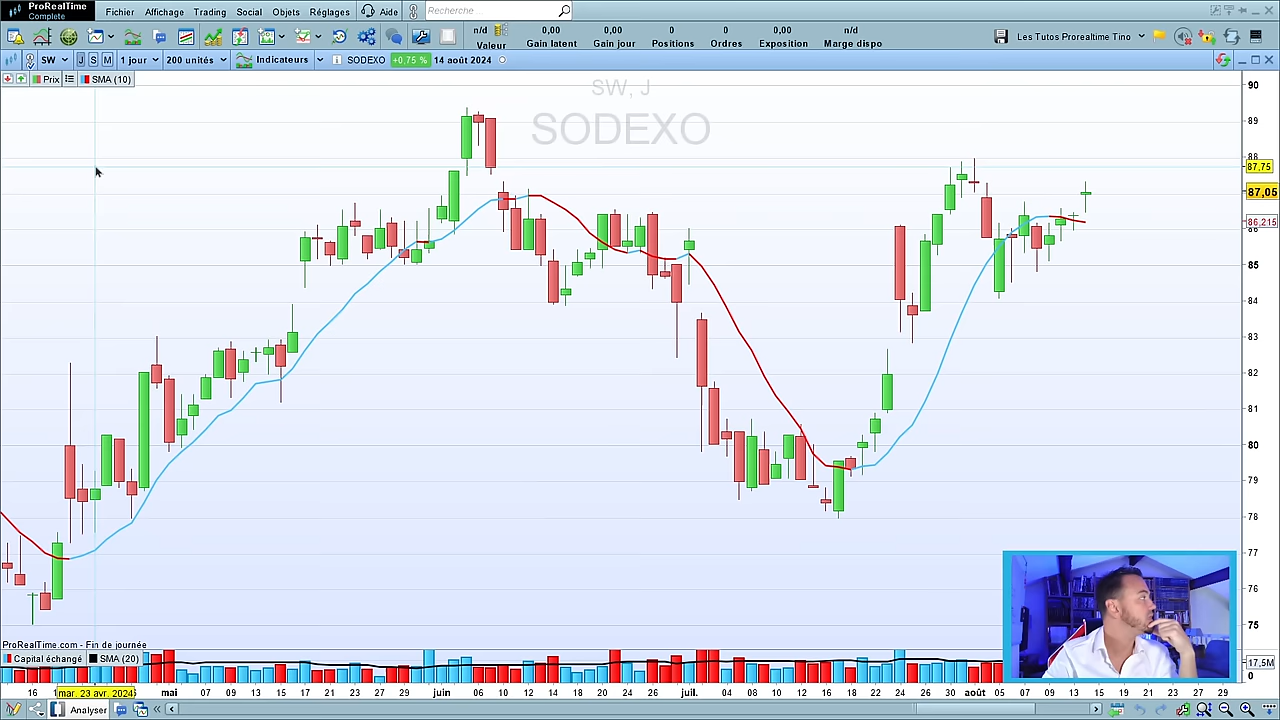 ProRealTime
Complete
Fichier Affichage Trading Social Objets Réglages Aide Recherche ...
n/d
Valeur
0,00
Gain latent
0,00
Gain jour
0
Positions
0
Ordres
0,00
Exposition
n/d
Marge dispo
Les Tutos Prorealtime Tino
SW J S M 1 jour 200 unités Indicateurs SODEXO +0,75 % 14 août 2024
Prix SMA (10)
SW, J
SODEXO
90
89
88
87,75
87,05
86,215
86
85
84
83
82
81
80
79
78
77
76
75
ProRealTime.com - Fin de journée
Capital échangé SMA (20)
17,5M
0
16 mar. 23 avr. 2024 mai 07 09 13 15 17 21 23 27 29 juin 06 10 12 14 18 20 24 26 juil. 04 08 10 12 16 18 22 24 26 30 août 05 07 09 13 15 19 21 23 27 29
Analyser